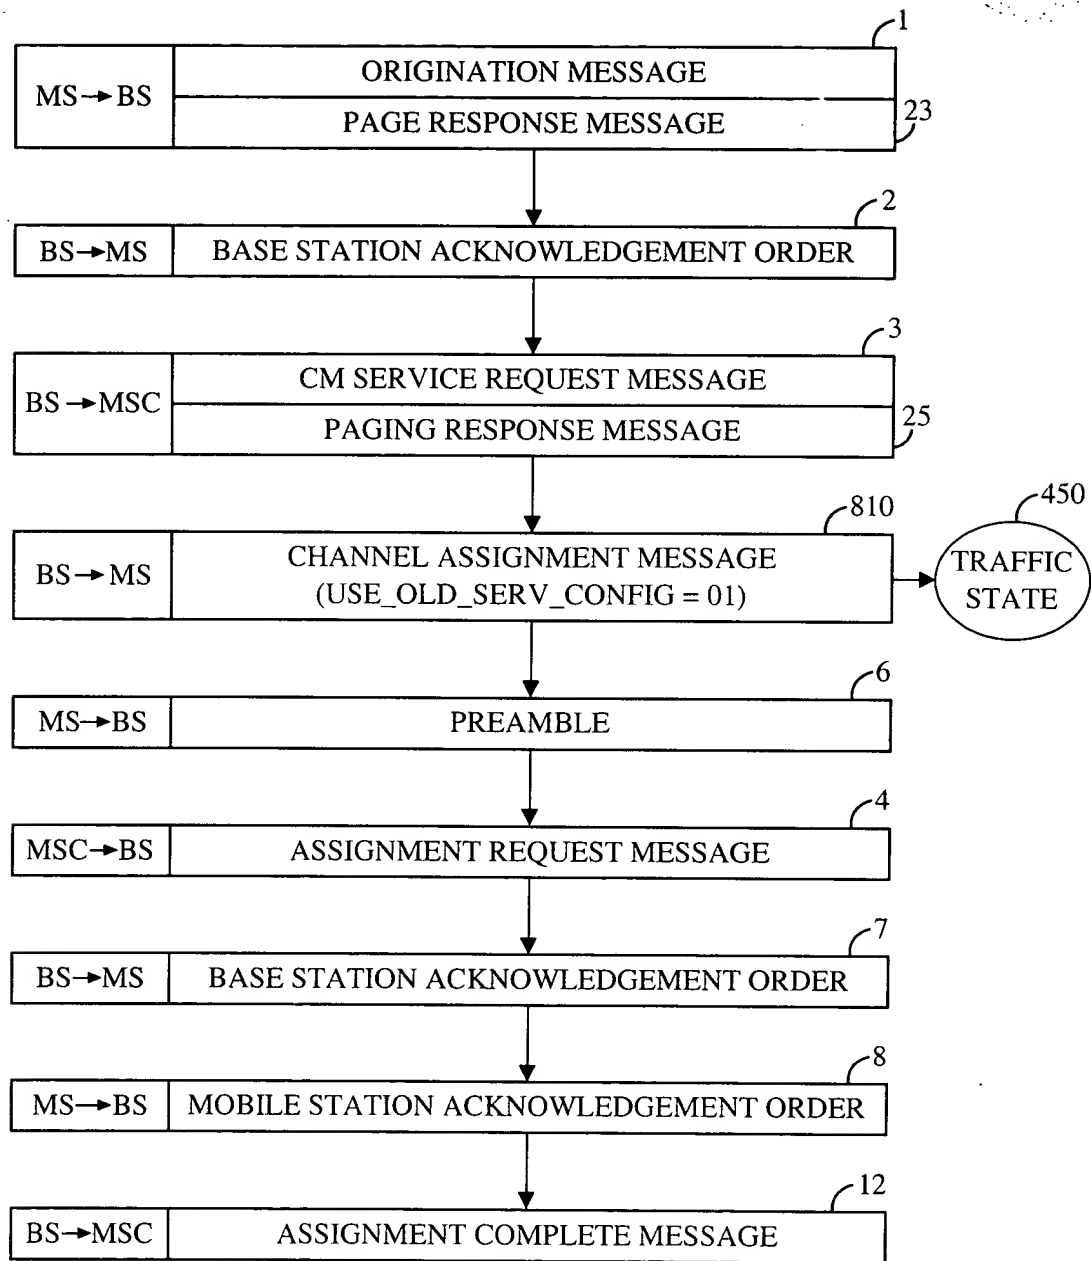 1
MS→BS
ORIGINATION MESSAGE
PAGE RESPONSE MESSAGE
23
2
BS→MS
BASE STATION ACKNOWLEDGEMENT ORDER
3
BS→MSC
CM SERVICE REQUEST MESSAGE
PAGING RESPONSE MESSAGE
25
810
450
BS→MS
CHANNEL ASSIGNMENT MESSAGE
(USE_OLD_SERV_CONFIG = 01)
TRAFFIC
STATE
6
MS→BS
PREAMBLE
4
MSC→BS
ASSIGNMENT REQUEST MESSAGE
7
BS→MS
BASE STATION ACKNOWLEDGEMENT ORDER
8
MS→BS
MOBILE STATION ACKNOWLEDGEMENT ORDER
12
BS→MSC
ASSIGNMENT COMPLETE MESSAGE